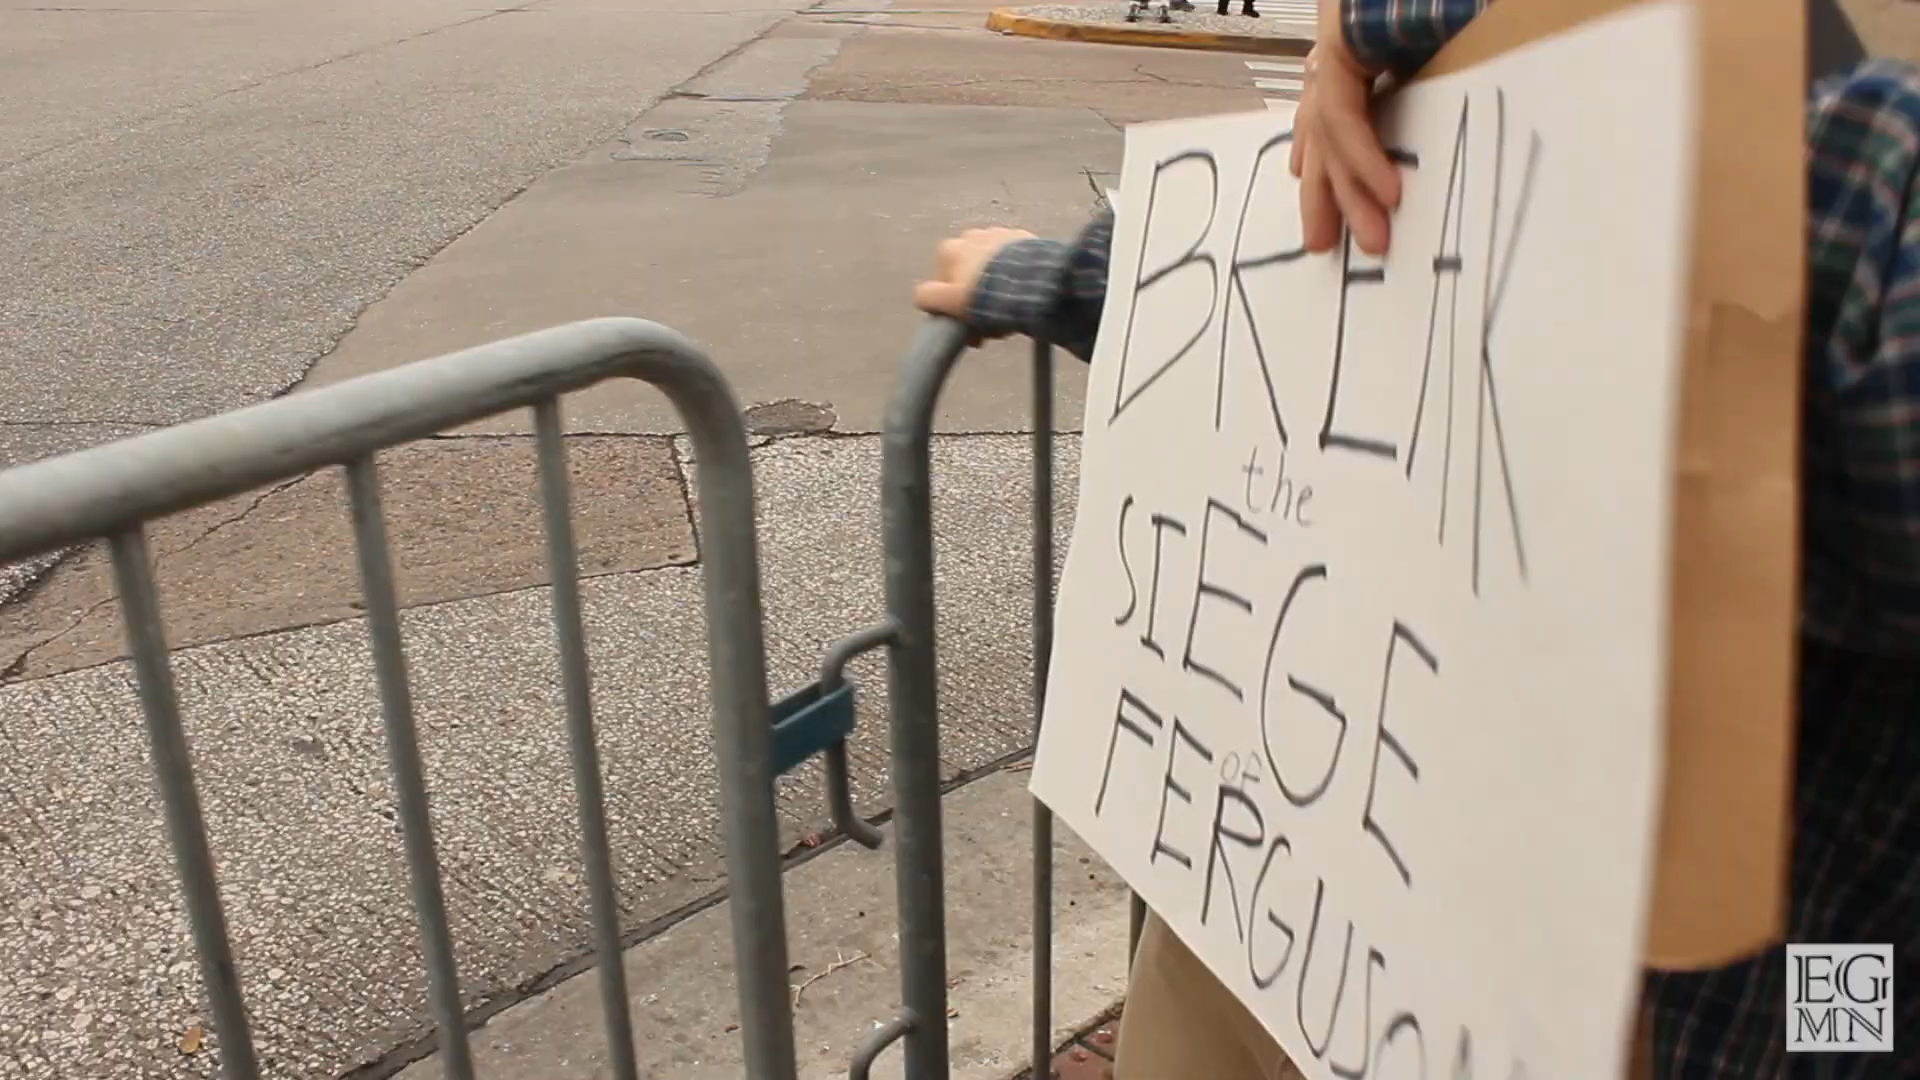 BREAK
the
SIEGE
OF
FERGUSON
EG
MN